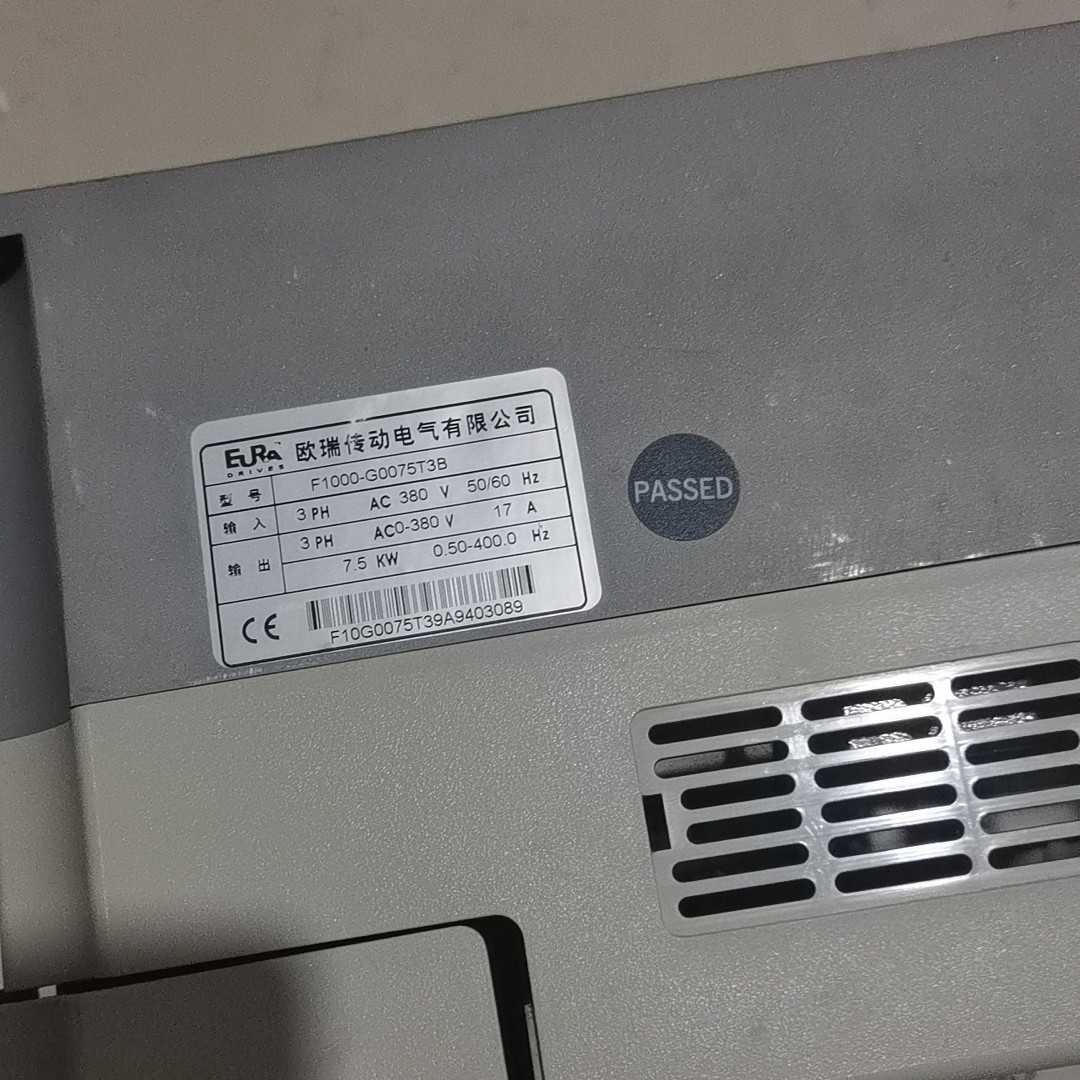 EURA DRIVES 欧瑞传动电气有限公司
型 号 F1000-G0075T3B
输 入 3 PH AC 380 V 50/60 Hz
输 出 3 PH AC0-380 V 17 A
7.5 KW 0.50-400.0 Hz
CE
F10G0075T39A9403089
PASSED